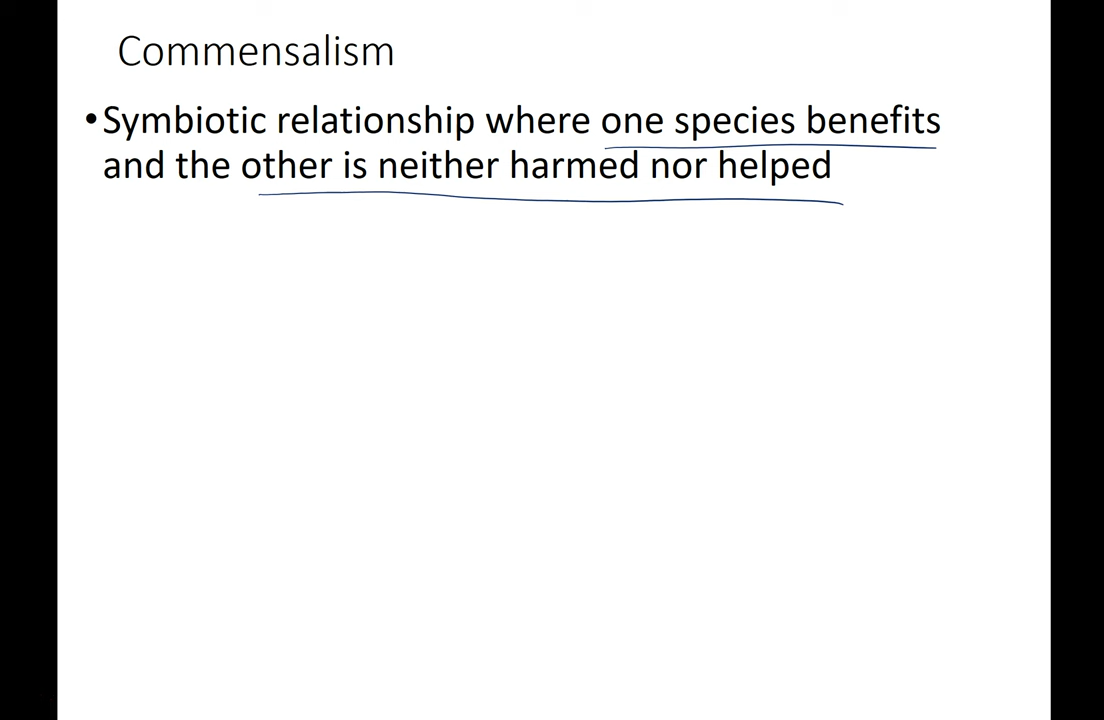 Commensalism
•Symbiotic relationship where one species benefits
and the other is neither harmed nor helped